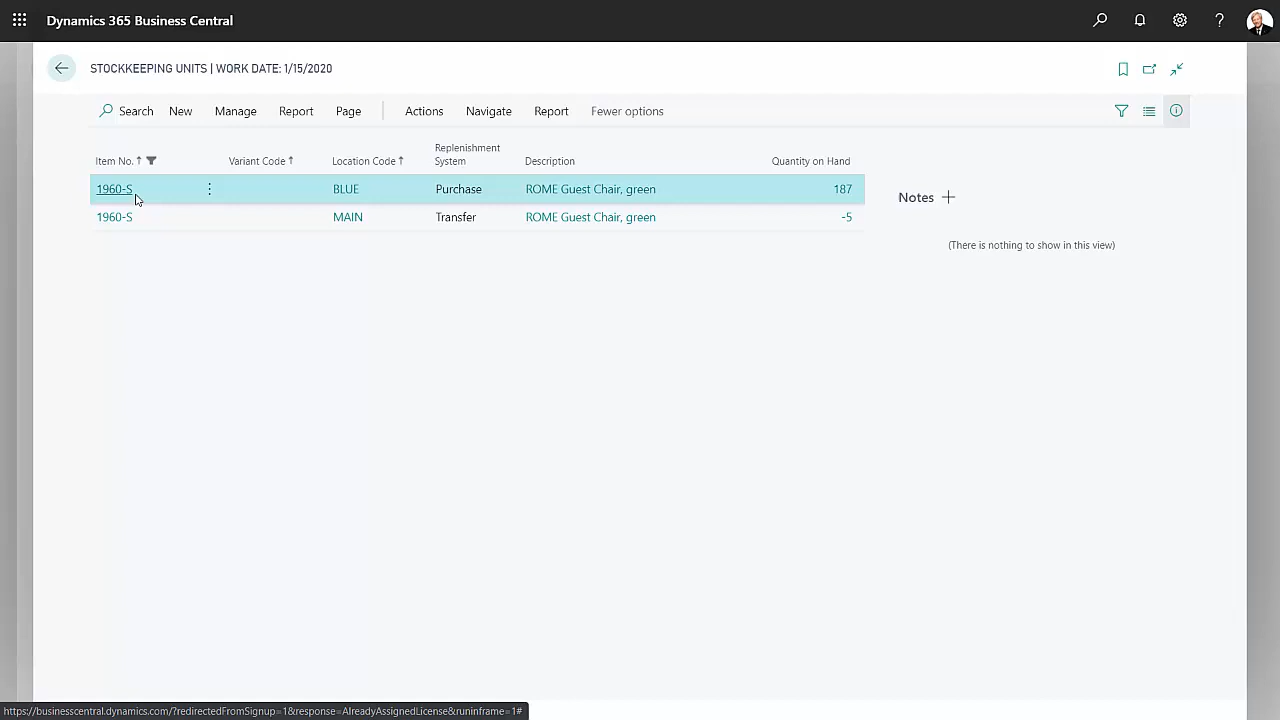 Dynamics 365 Business Central
STOCKKEEPING UNITS | WORK DATE: 1/15/2020
Search New Manage Report Page Actions Navigate Report Fewer options
Item No. ↑ Variant Code ↑ Location Code ↑ Replenishment System Description Quantity on Hand
1960-S BLUE Purchase ROME Guest Chair, green 187
1960-S MAIN Transfer ROME Guest Chair, green -5
Notes
(There is nothing to show in this view)
https://businesscentral.dynamics.com/?redirectedFromSignup=1&response=AlreadyAssignedLicense&runinframe=1#